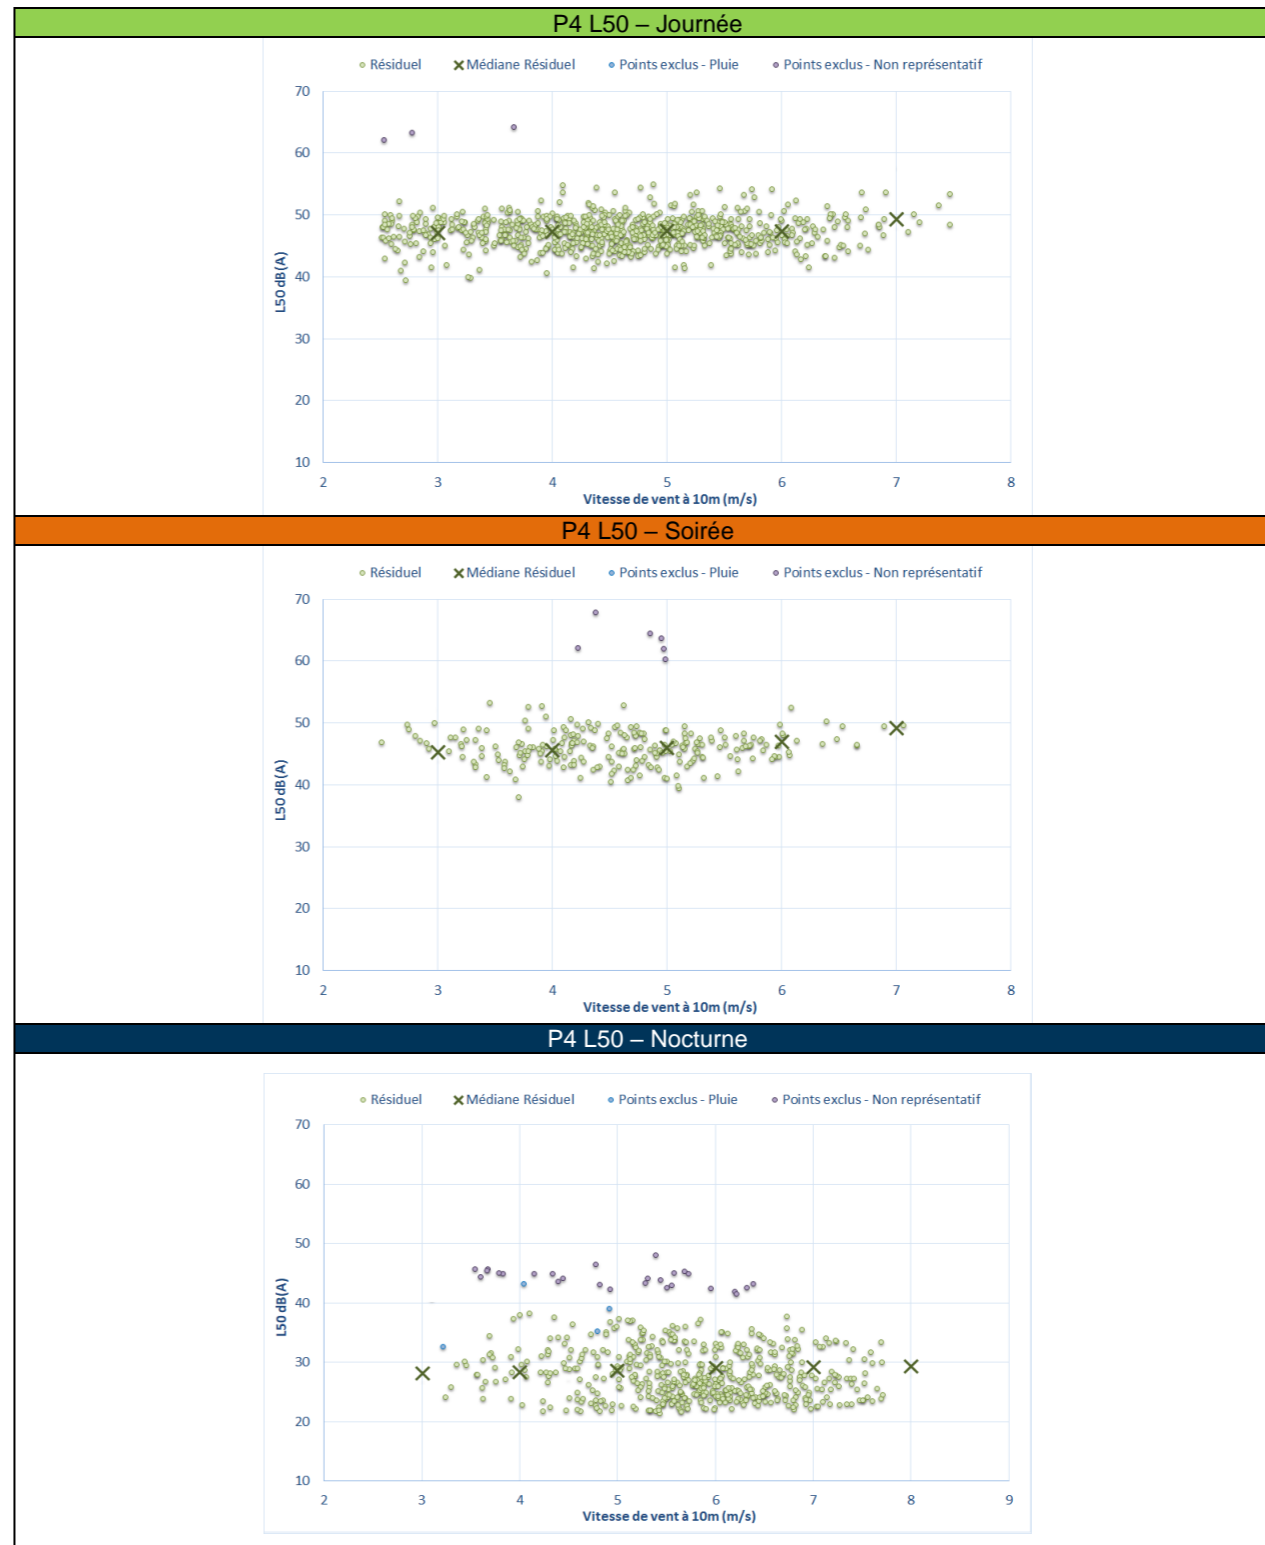 P4 L50 – Journée
Résiduel Médiane Résiduel Points exclus - Pluie Points exclus - Non représentatif
70
60
50
40
30
20
10
L50 dB(A)
2 3 4 5 6 7 8
Vitesse de vent à 10m (m/s)
P4 L50 – Soirée
Résiduel Médiane Résiduel Points exclus - Pluie Points exclus - Non représentatif
70
60
50
40
30
20
10
L50 dB(A)
2 3 4 5 6 7 8
Vitesse de vent à 10m (m/s)
P4 L50 – Nocturne
Résiduel Médiane Résiduel Points exclus - Pluie Points exclus - Non représentatif
70
60
50
40
30
20
10
L50 dB(A)
2 3 4 5 6 7 8 9
Vitesse de vent à 10m (m/s)